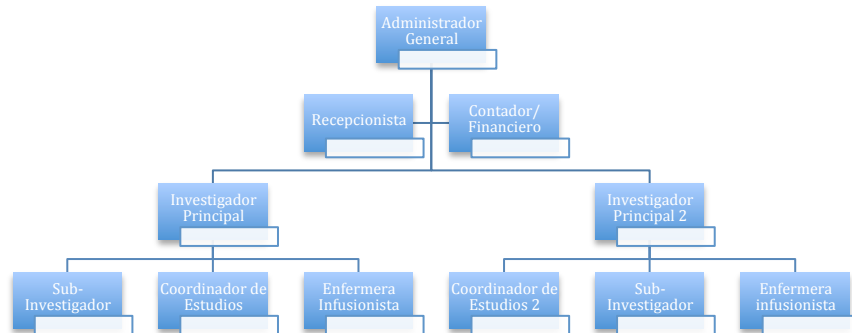 Administrador
General
Recepcionista
Contador/
Financiero
Investigador
Principal
Investigador
Principal 2
Sub-
Investigador
Coordinador de
Estudios
Enfermera
Infusionista
Coordinador de
Estudios 2
Sub-
Investigador
Enfermera
infusionista